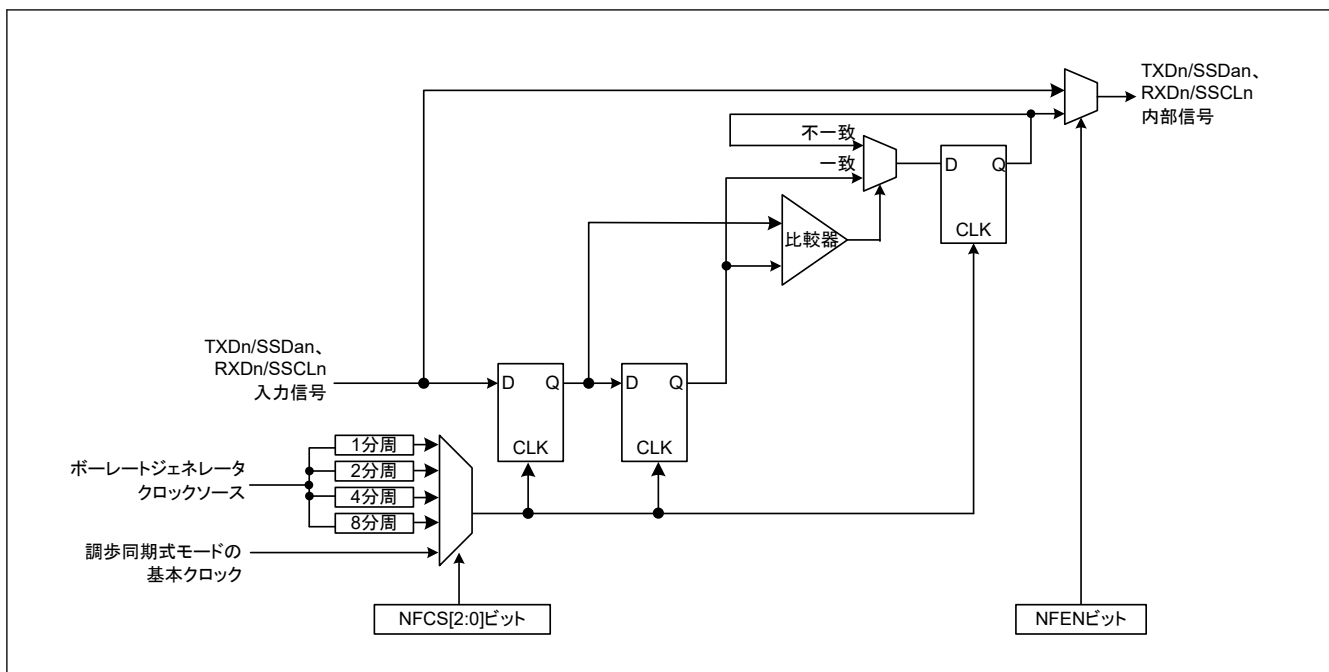 TXDn/SSDan、
RXDn/SSCLn
内部信号
不一致
一致
D Q
CLK
比較器
TXDn/SSDan、
RXDn/SSCLn
入力信号
D Q
CLK
D Q
CLK
ボーレートジェネレータ
クロックソース
1分周
2分周
4分周
8分周
調歩同期式モードの
基本クロック
NFCS[2:0]ビット
NFENビット